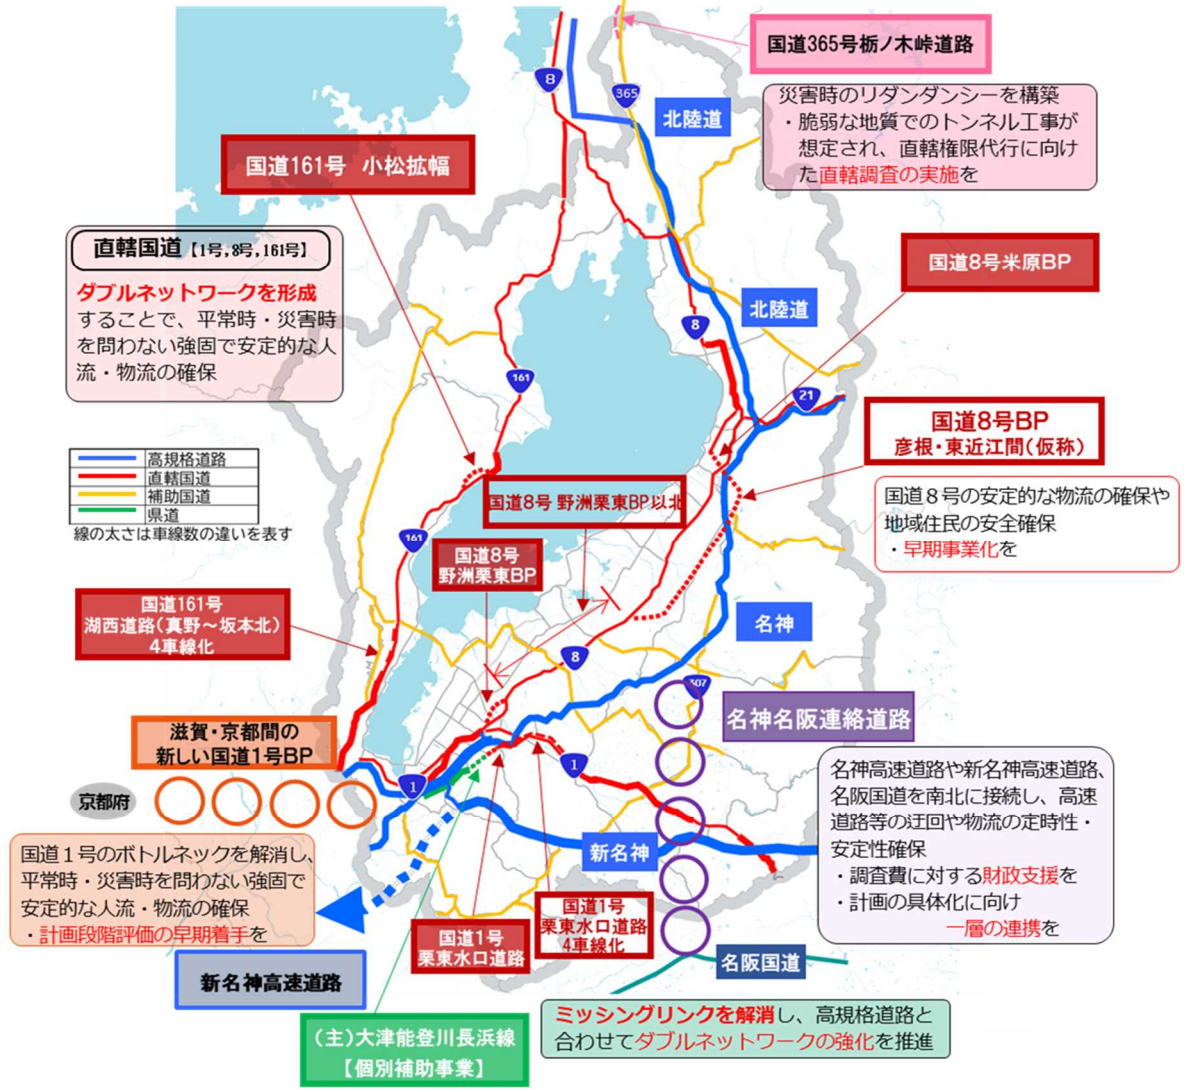 国道365号栃ノ木峠道路
災害時のリダンダンシーを構築
・脆弱な地質でのトンネル工事が
想定され、直轄権限代行に向け
た直轄調査の実施を
8
365
北陸道
国道161号 小松拡幅
直轄国道【1号,8号,161号】
ダブルネットワークを形成
することで、平常時・災害時
を問わない強固で安定的な人
流・物流の確保
国道8号米原BP
北陸道
8
161
21
国道8号BP
彦根・東近江間(仮称)
国道８号の安定的な物流の確保や
地域住民の安全確保
・早期事業化を
高規格道路
直轄国道
補助国道
県道
線の太さは車線数の違いを表す
国道8号 野洲栗東BP以北
161
国道8号
野洲栗東BP
国道161号
湖西道路(真野～坂本北)
4車線化
名神
8
307
名神名阪連絡道路
滋賀・京都間の
新しい国道1号BP
京都府
1
1
名神高速道路や新名神高速道路、
名阪国道を南北に接続し、高速
道路等の迂回や物流の定時性・
安定性確保
・調査費に対する財政支援を
・計画の具体化に向け
一層の連携を
新名神
国道１号のボトルネックを解消し、
平常時・災害時を問わない強固で
安定的な人流・物流の確保
・計画段階評価の早期着手を
国道1号
栗東水口道路
国道1号
栗東水口道路
4車線化
名阪国道
新名神高速道路
(主)大津能登川長浜線
【個別補助事業】
ミッシングリンクを解消し、高規格道路と
合わせてダブルネットワークの強化を推進